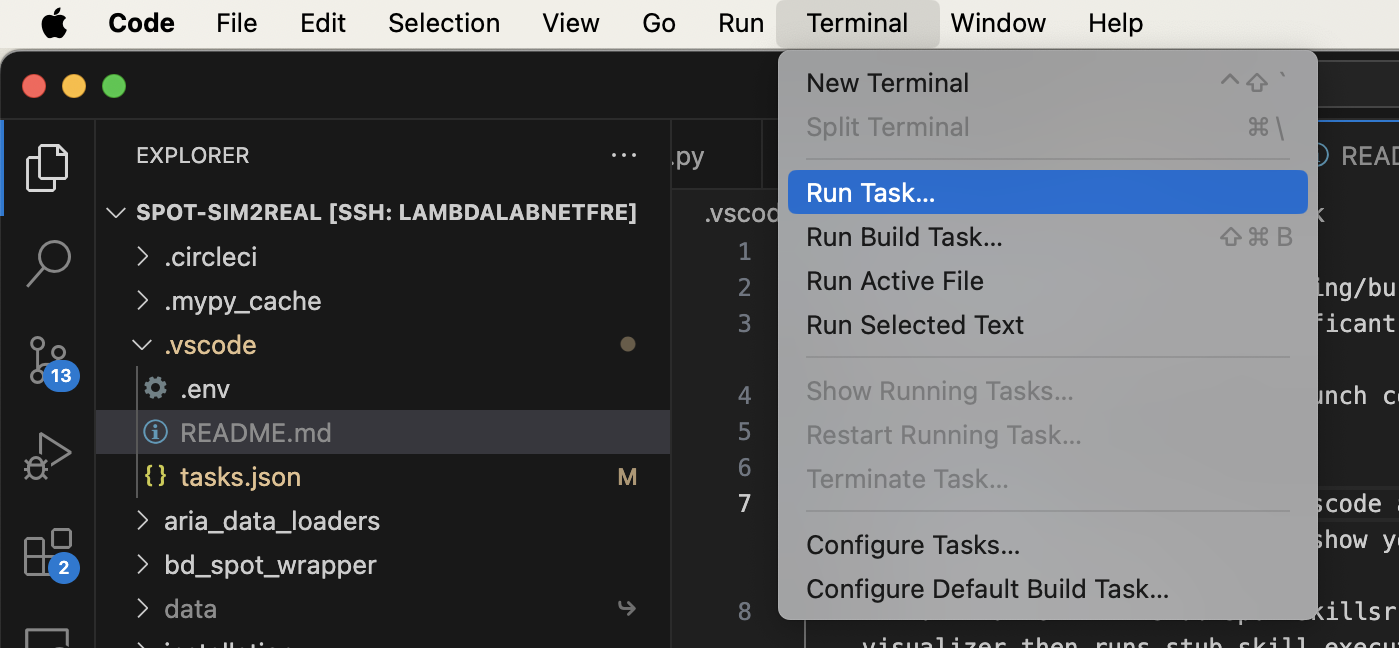 Code File Edit Selection View Go Run Terminal Window Help
EXPLORER ...
SPOT-SIM2REAL [SSH: LAMBDALABNETFRE]
.circleci
.mypy_cache
.vscode
.env
README.md
{} tasks.json M
aria_data_loaders
bd_spot_wrapper
data
13
2
.py
.vscod
1
2
3
4
5
6
7
8
New Terminal ^⇧`
Split Terminal ⌘\
Run Task...
Run Build Task... ⇧⌘B
Run Active File
Run Selected Text
Show Running Tasks...
Restart Running Task...
Terminate Task...
Configure Tasks...
Configure Default Build Task...
READ
ing/bu
ficant
unch c
scode
show y
skillsr
visualizer then runs stub skill execu